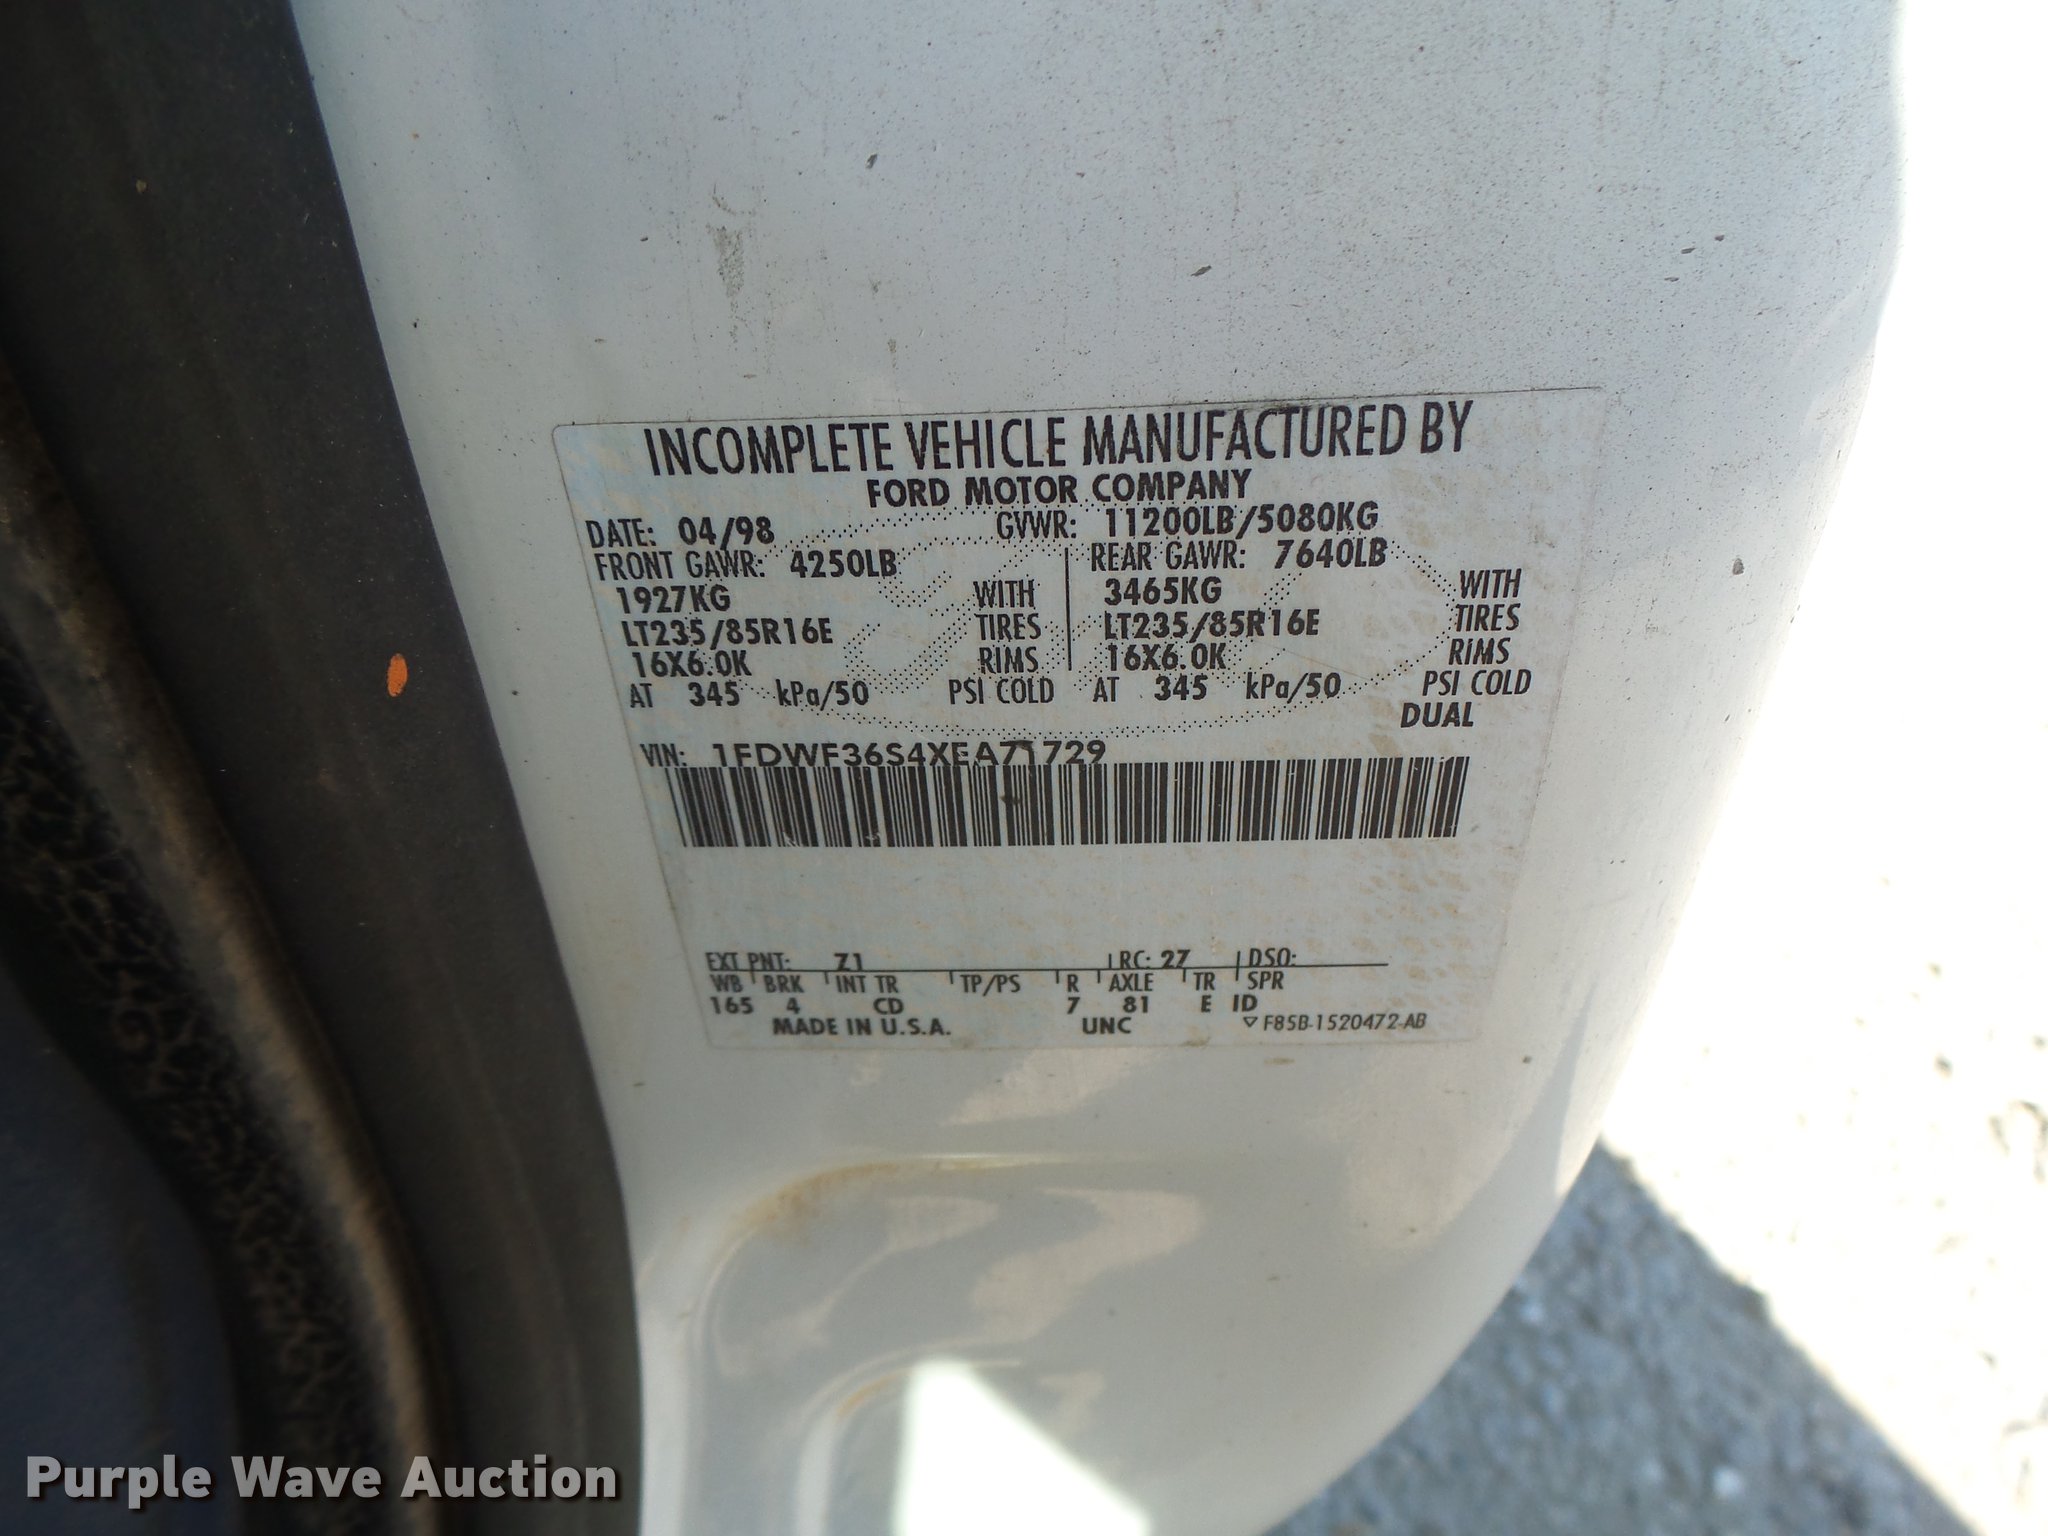 INCOMPLETE VEHICLE MANUFACTURED BY
FORD MOTOR COMPANY
DATE: 04/98 GVWR: 11200LB/5080KG
FRONT GAWR: 4250LB REAR GAWR: 7640LB
1927KG WITH 3465KG WITH
LT235/85R16E TIRES LT235/85R16E TIRES
16X6.0K RIMS 16X6.0K RIMS
AT 345 kPa/50 PSI COLD AT 345 kPa/50 PSI COLD
DUAL
VIN: 1FDWF36S4XEA71729
EXT PNT: Z1 RC: 27 DSO:
WB BRK INT TR TP/PS R AXLE TR SPR
165 4 CD 7 81 E ID
MADE IN U.S.A. UNC ▽ F85B-1520472-AB
Purple Wave Auction